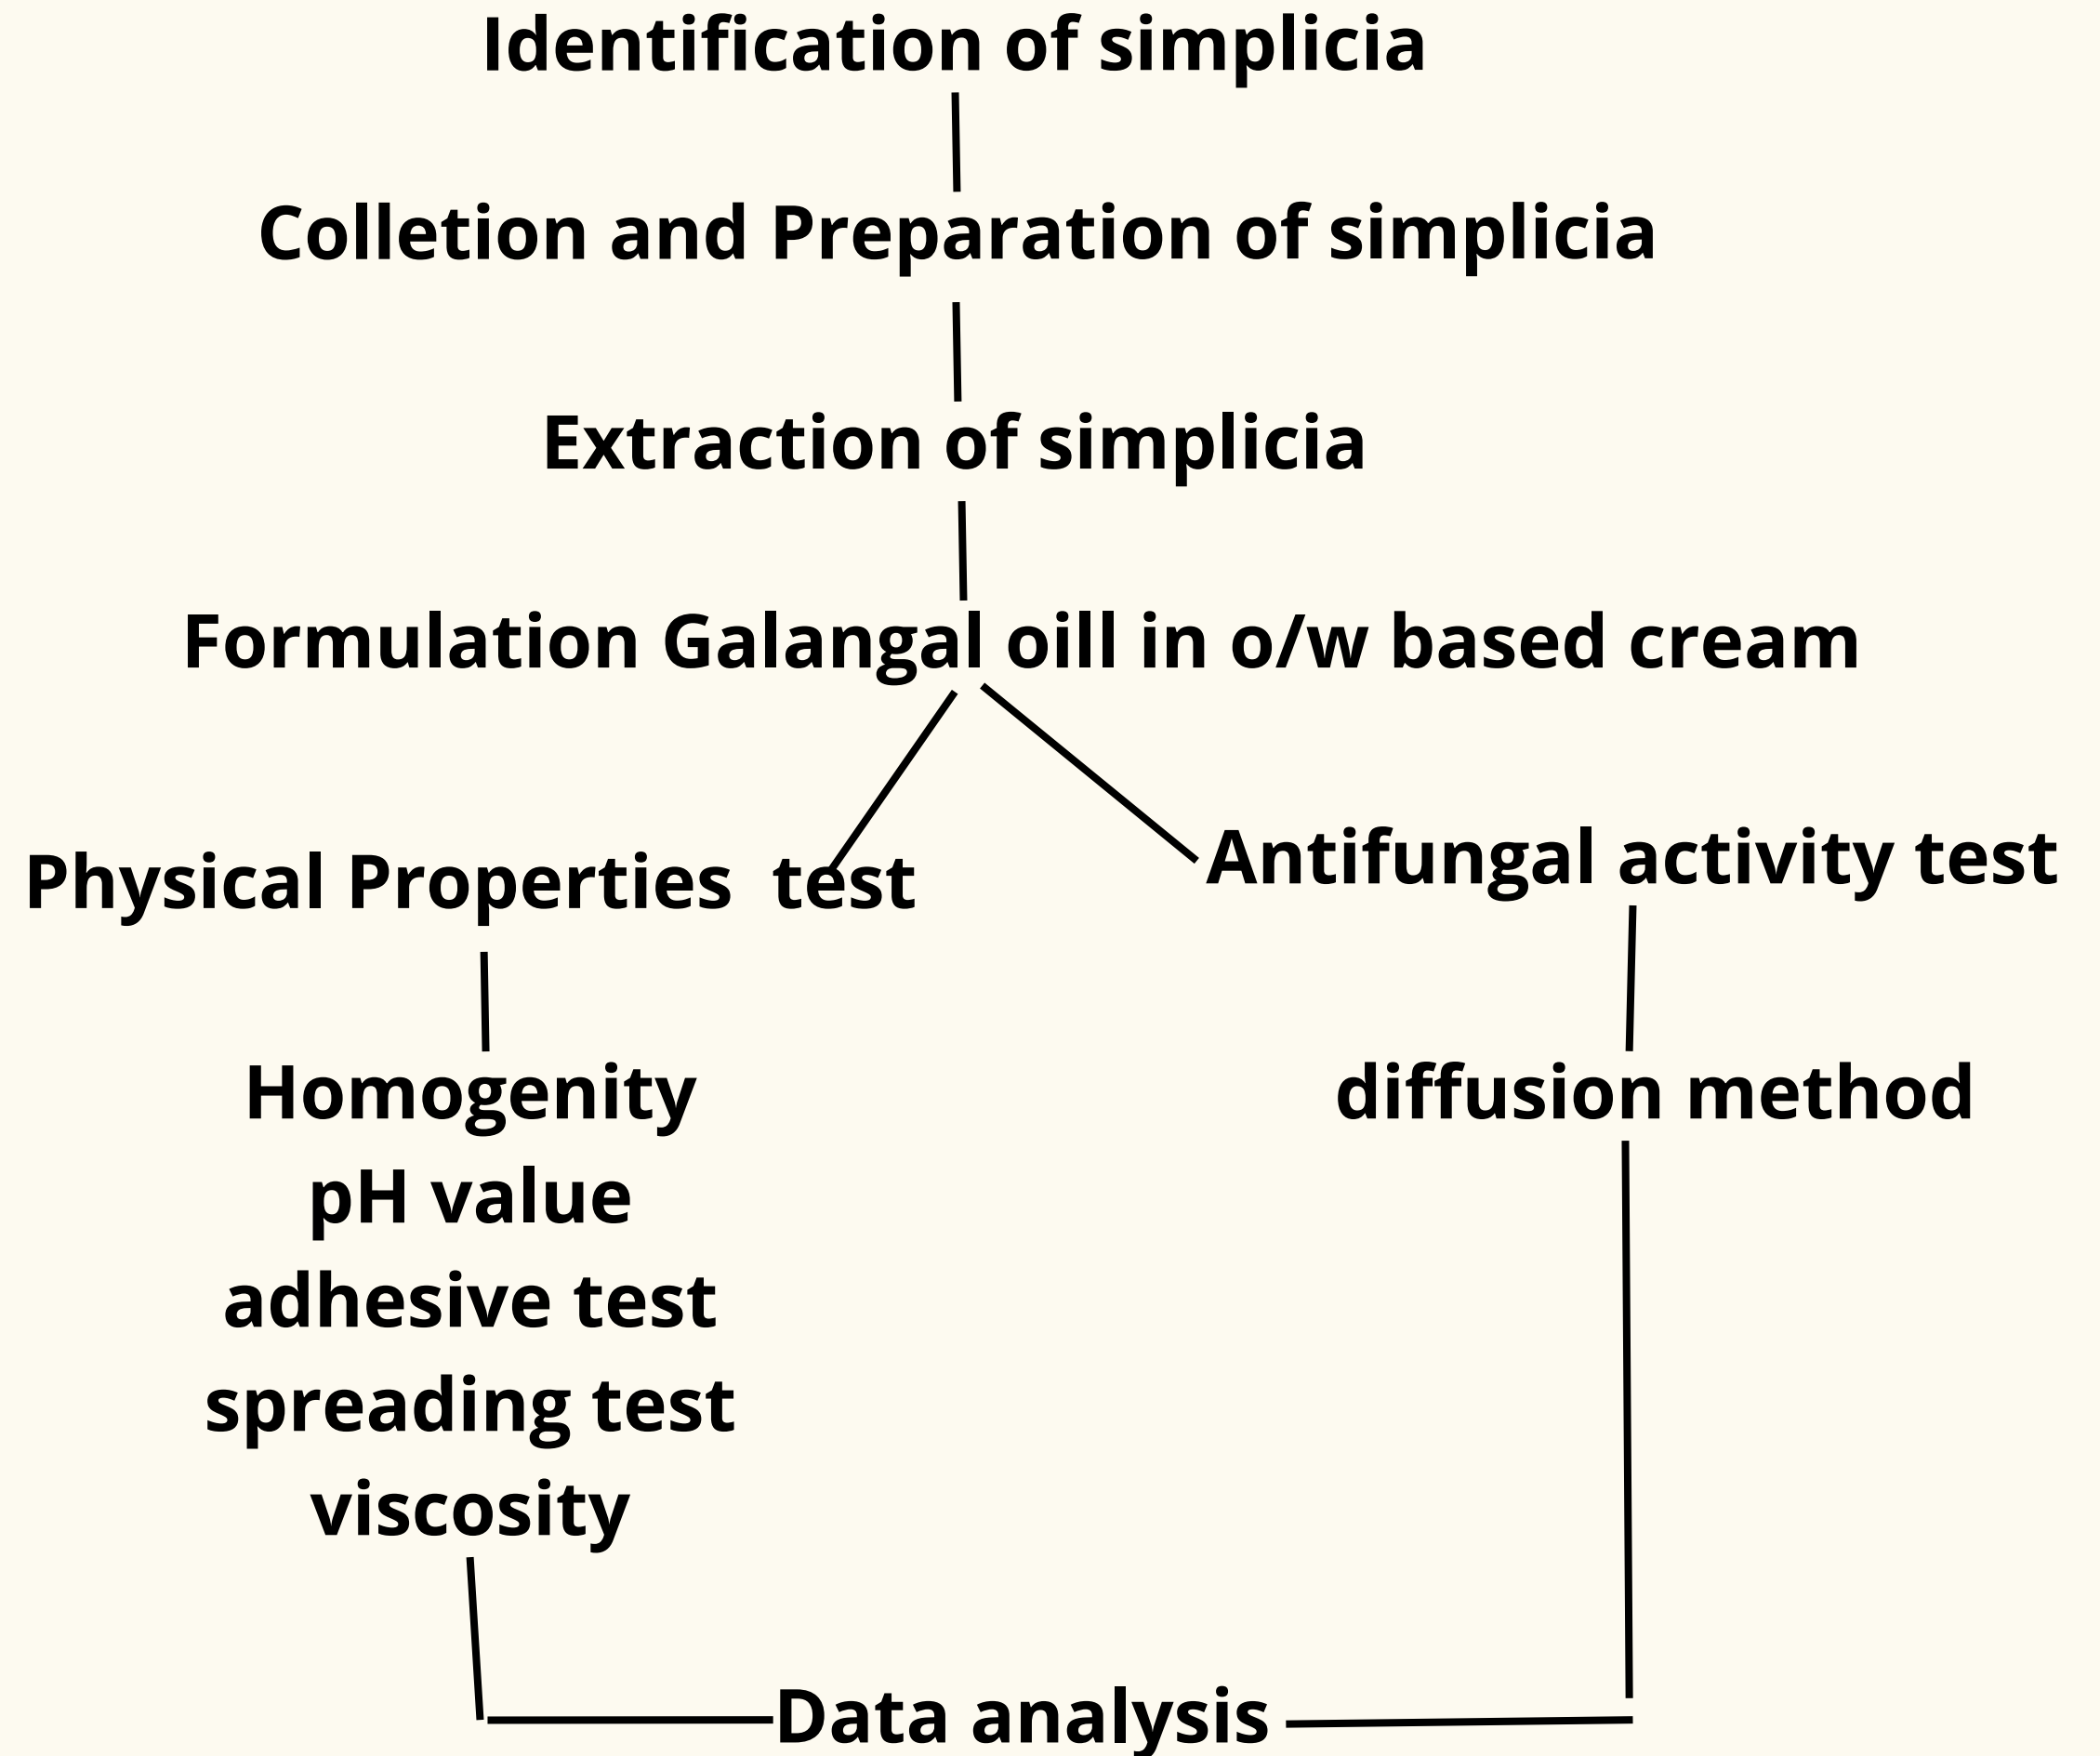 Identification of simplicia
Colletion and Preparation of simplicia
Extraction of simplicia
Formulation Galangal oill in o/w based cream
Physical Properties test
Antifungal activity test
Homogenity
pH value
adhesive test
spreading test
viscosity
diffusion method
Data analysis